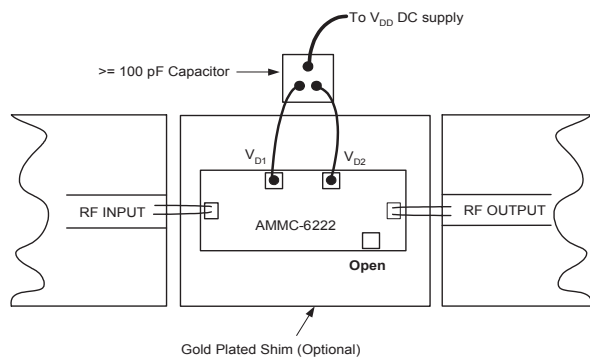 To VDD DC supply
>= 100 pF Capacitor
VD1
VD2
RF INPUT
RF OUTPUT
AMMC-6222
Open
Gold Plated Shim (Optional)